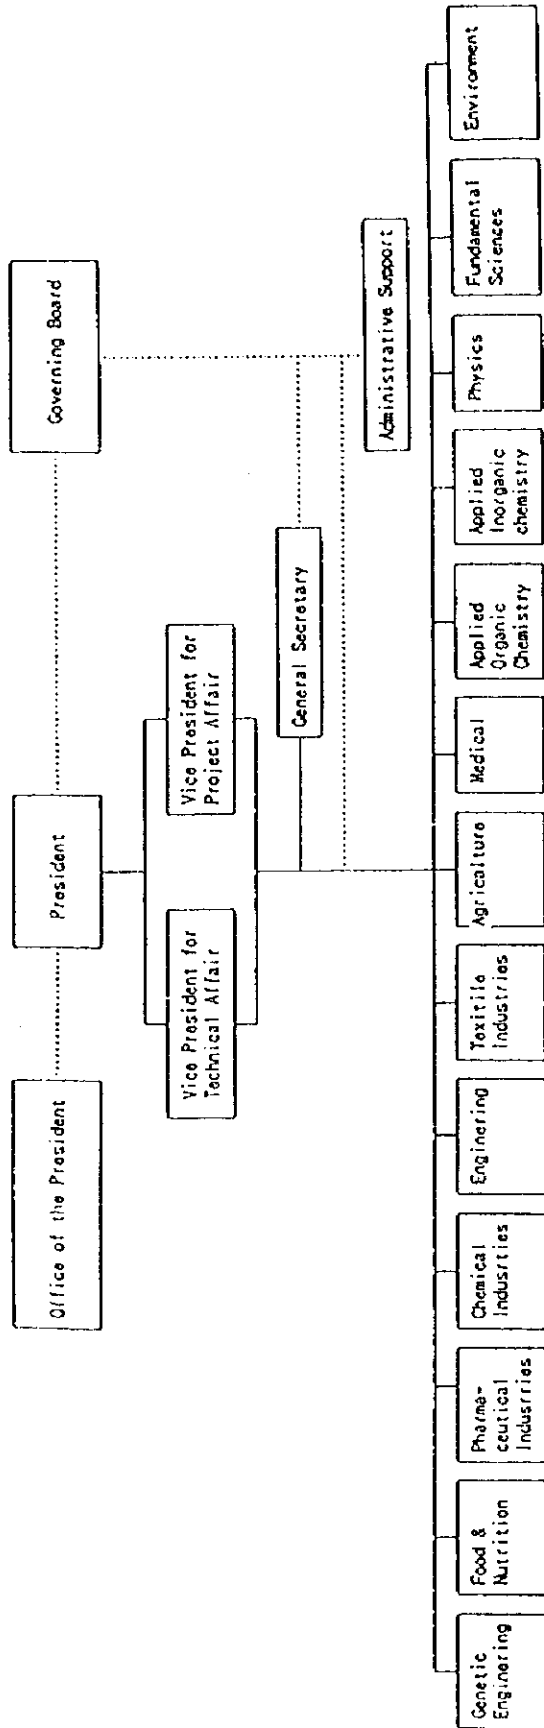 Office of the President
President
Governing Board
Vice President for
Technical Affair
Vice President for
Project Affair
General Secretary
Administrative Support
Genetic
Enginering
Food &
Nutrition
Pharma-
ceutical
Indusrries
Chemical
Indusrties
Enginering
Texitile
Industries
Agricalture
Medical
Applied
Organic
Chemistry
Applied
Inorganic
chemistry
Physics
Fundamental
Sciences
Environment